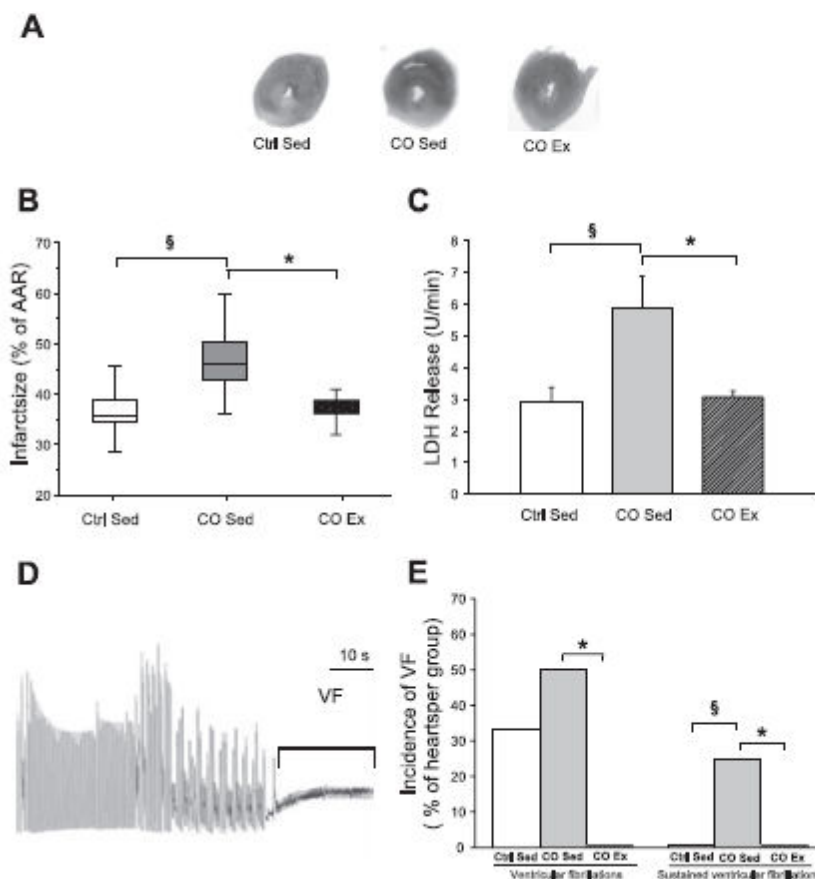 A
Ctrl Sed CO Sed CO Ex
B
§
*
Infarctsize (% of AAR)
70
60
50
40
30
20
Ctrl Sed CO Sed CO Ex
C
§
*
LDH Release (U/min)
8
7
6
5
4
3
2
1
0
Ctrl Sed CO Sed CO Ex
D
10 s
VF
E
Incidence of VF
( % of heartsper group)
70
60
50
40
30
20
10
0
*
§
*
Ctrl Sed CO Sed CO Ex Ctrl Sed CO Sed CO Ex
Ventricular fibrillations Sustained ventricular fibrillation